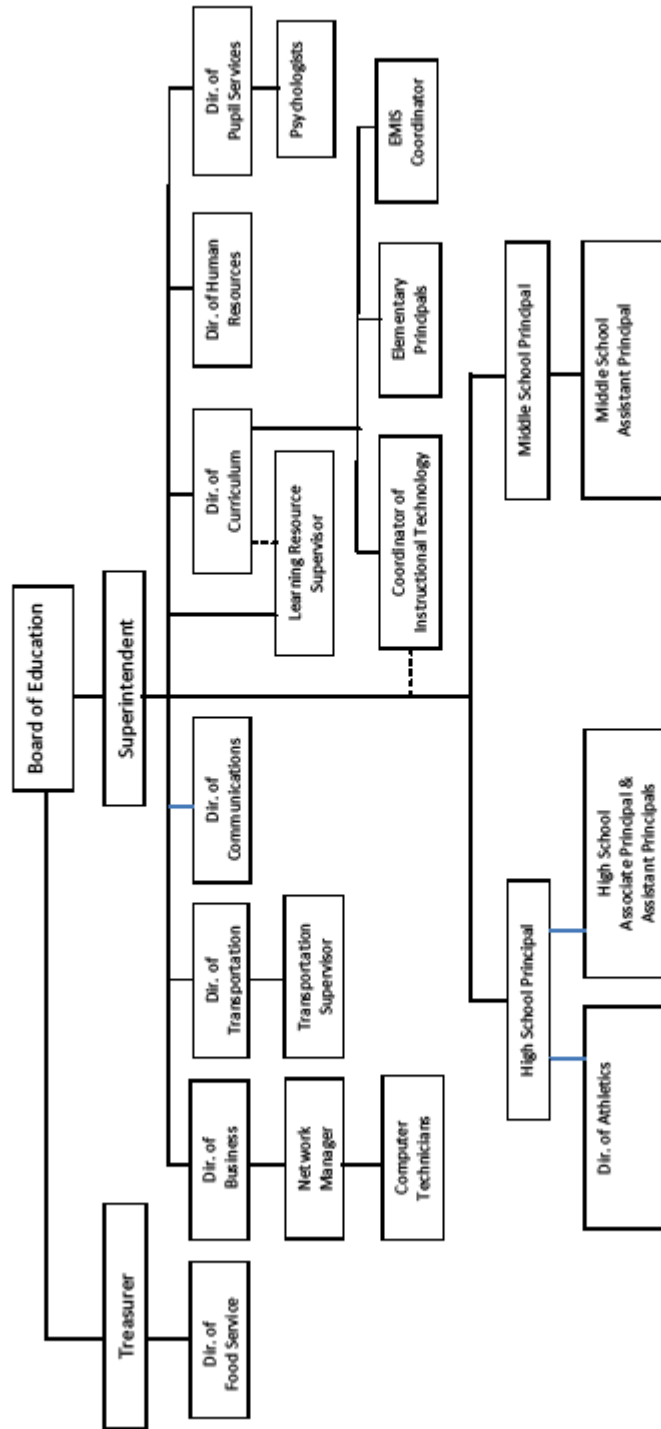 Board of Education
Treasurer
Superintendent
Dir. of
Food Service
Dir. of
Business
Dir. of
Transportation
Dir. of
Communications
Dir. of
Curriculum
Dir. of Human
Resources
Dir. of
Pupil Services
Network
Manager
Transportation
Supervisor
Learning Resource
Supervisor
Psychologists
Computer
Technicians
Coordinator of
Instructional Technology
Elementary
Principals
EMIS
Coordinator
High School Principal
Middle School Principal
Dir. of Athletics
High School
Associate Principal &
Assistant Principals
Middle School
Assistant Principal